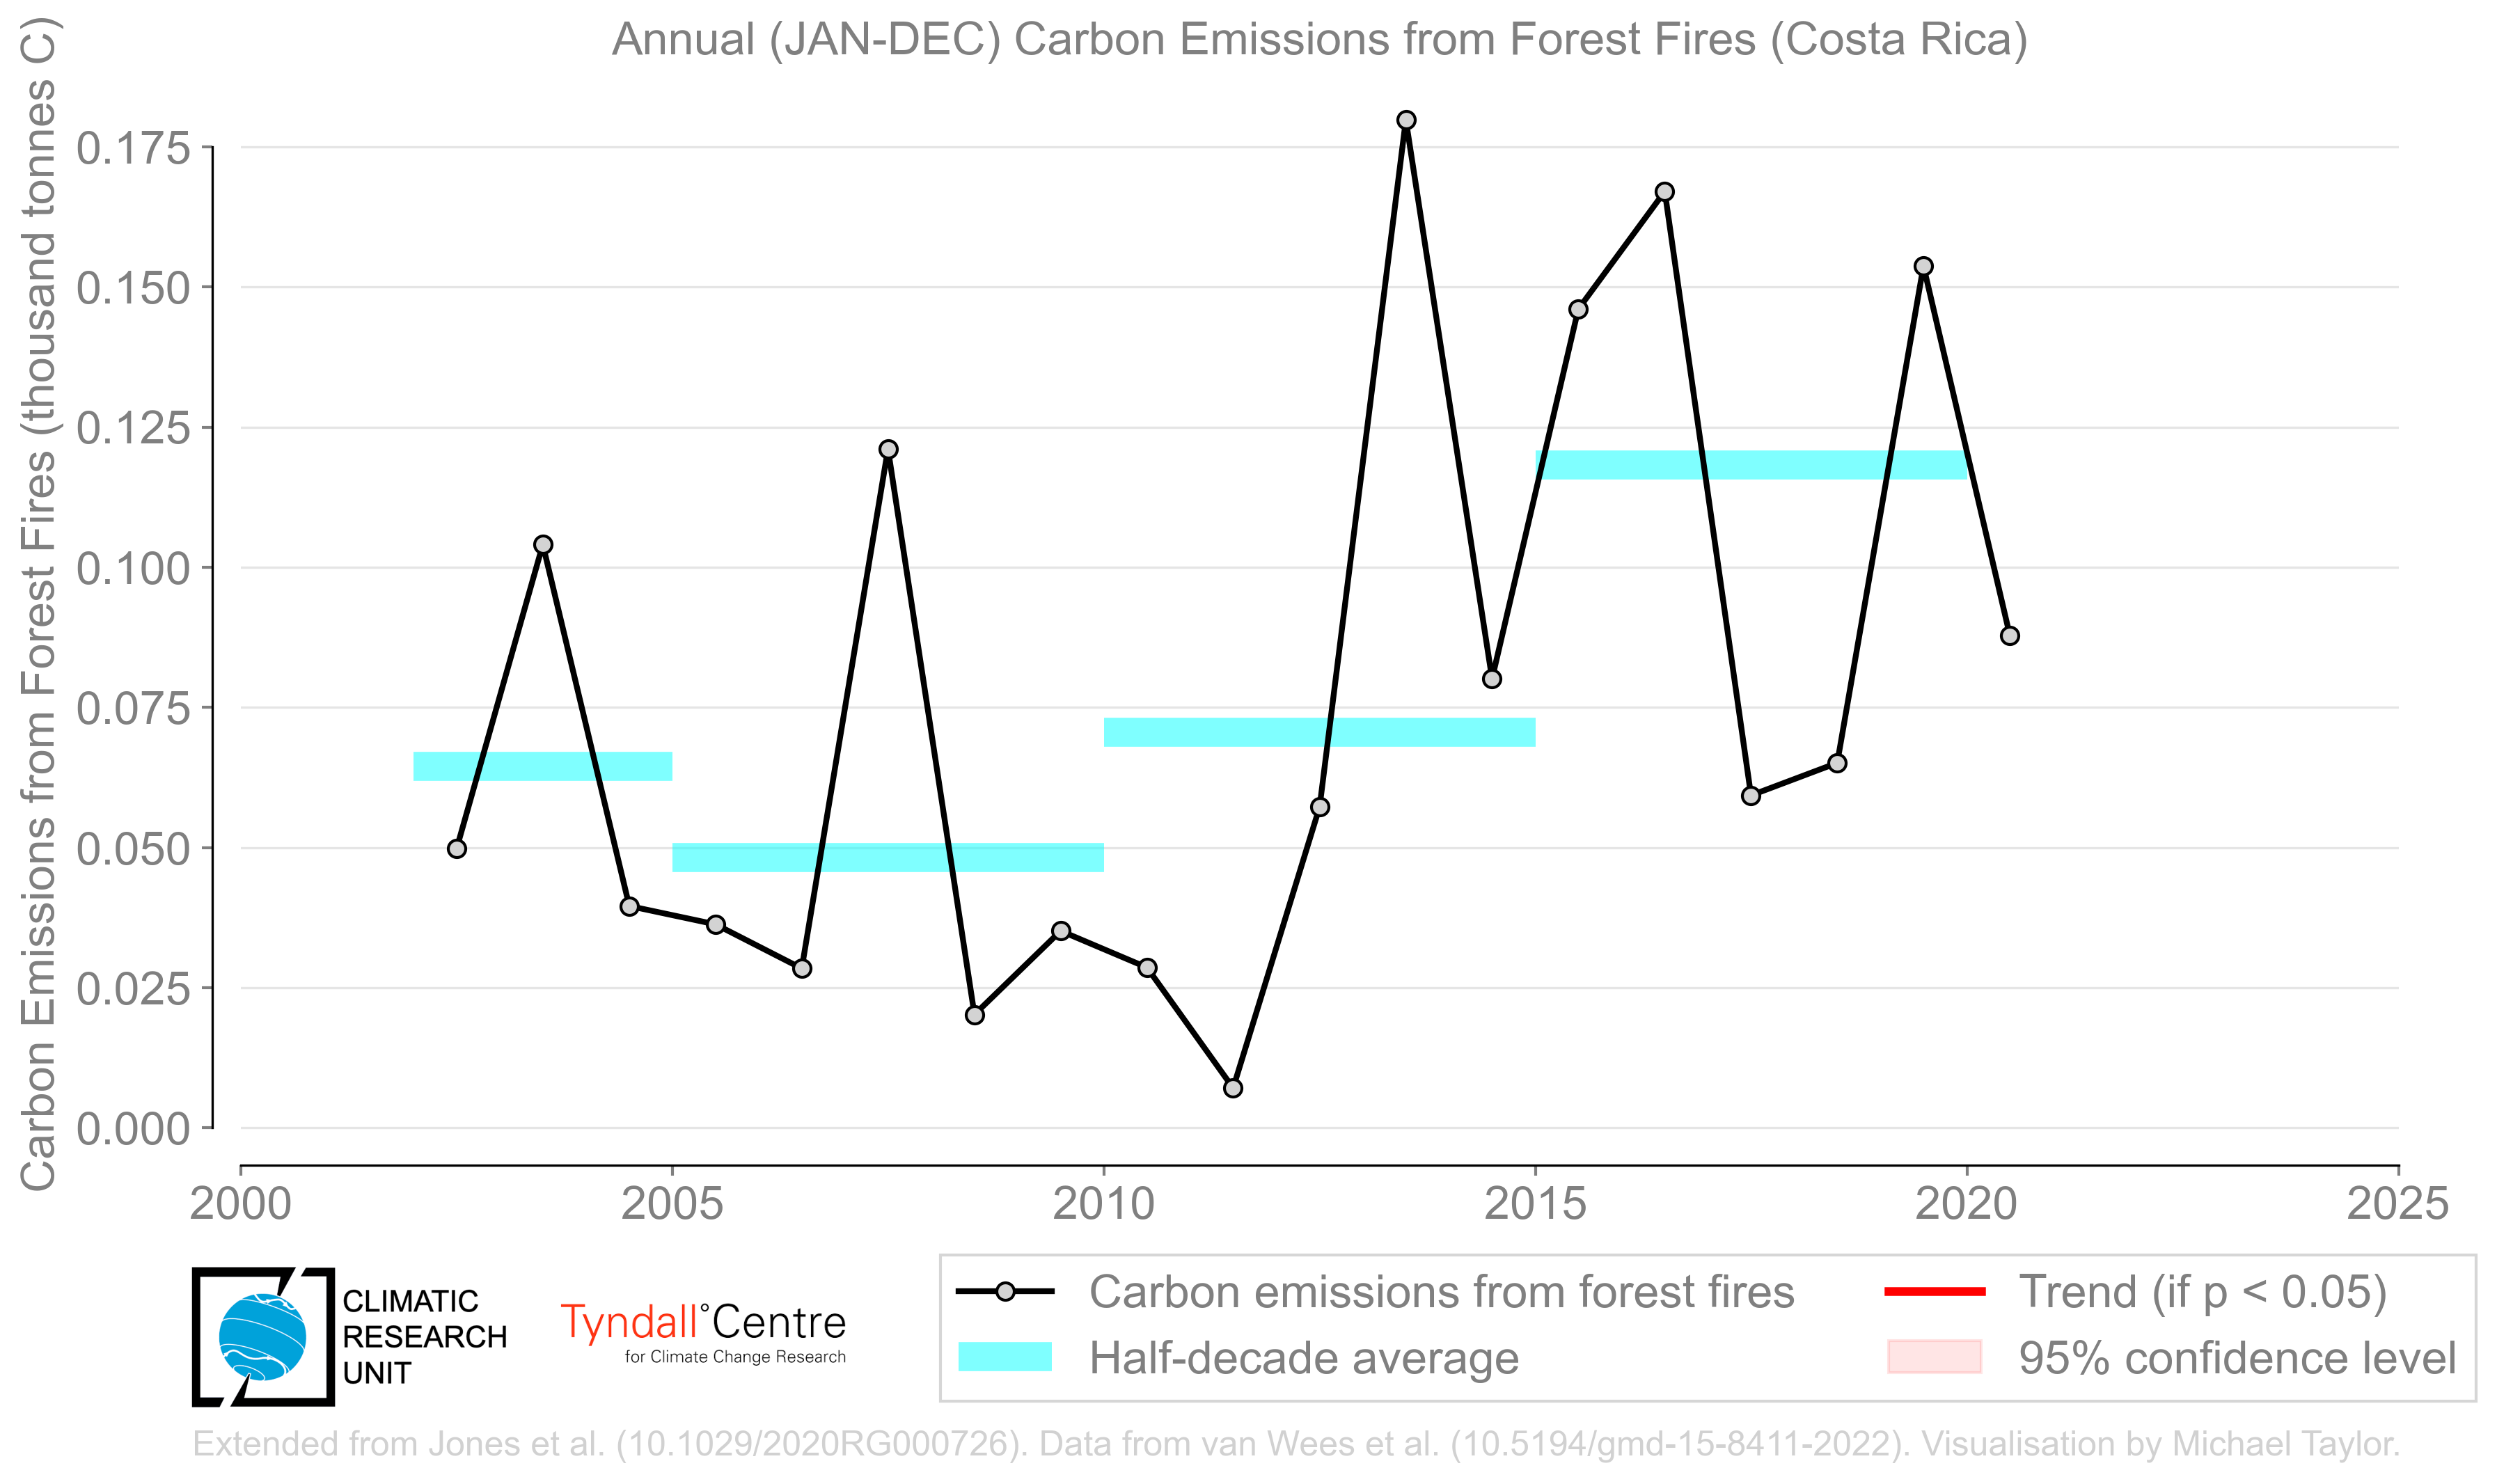 Annual (JAN-DEC) Carbon Emissions from Forest Fires (Costa Rica)
Carbon Emissions from Forest Fires (thousand tonnes C)
0.175
0.150
0.125
0.100
0.075
0.050
0.025
0.000
2000 2005 2010 2015 2020 2025
CLIMATIC
RESEARCH
UNIT
Tyndall°Centre
for Climate Change Research
Carbon emissions from forest fires
Half-decade average
Trend (if p < 0.05)
95% confidence level
Extended from Jones et al. (10.1029/2020RG000726). Data from van Wees et al. (10.5194/gmd-15-8411-2022). Visualisation by Michael Taylor.